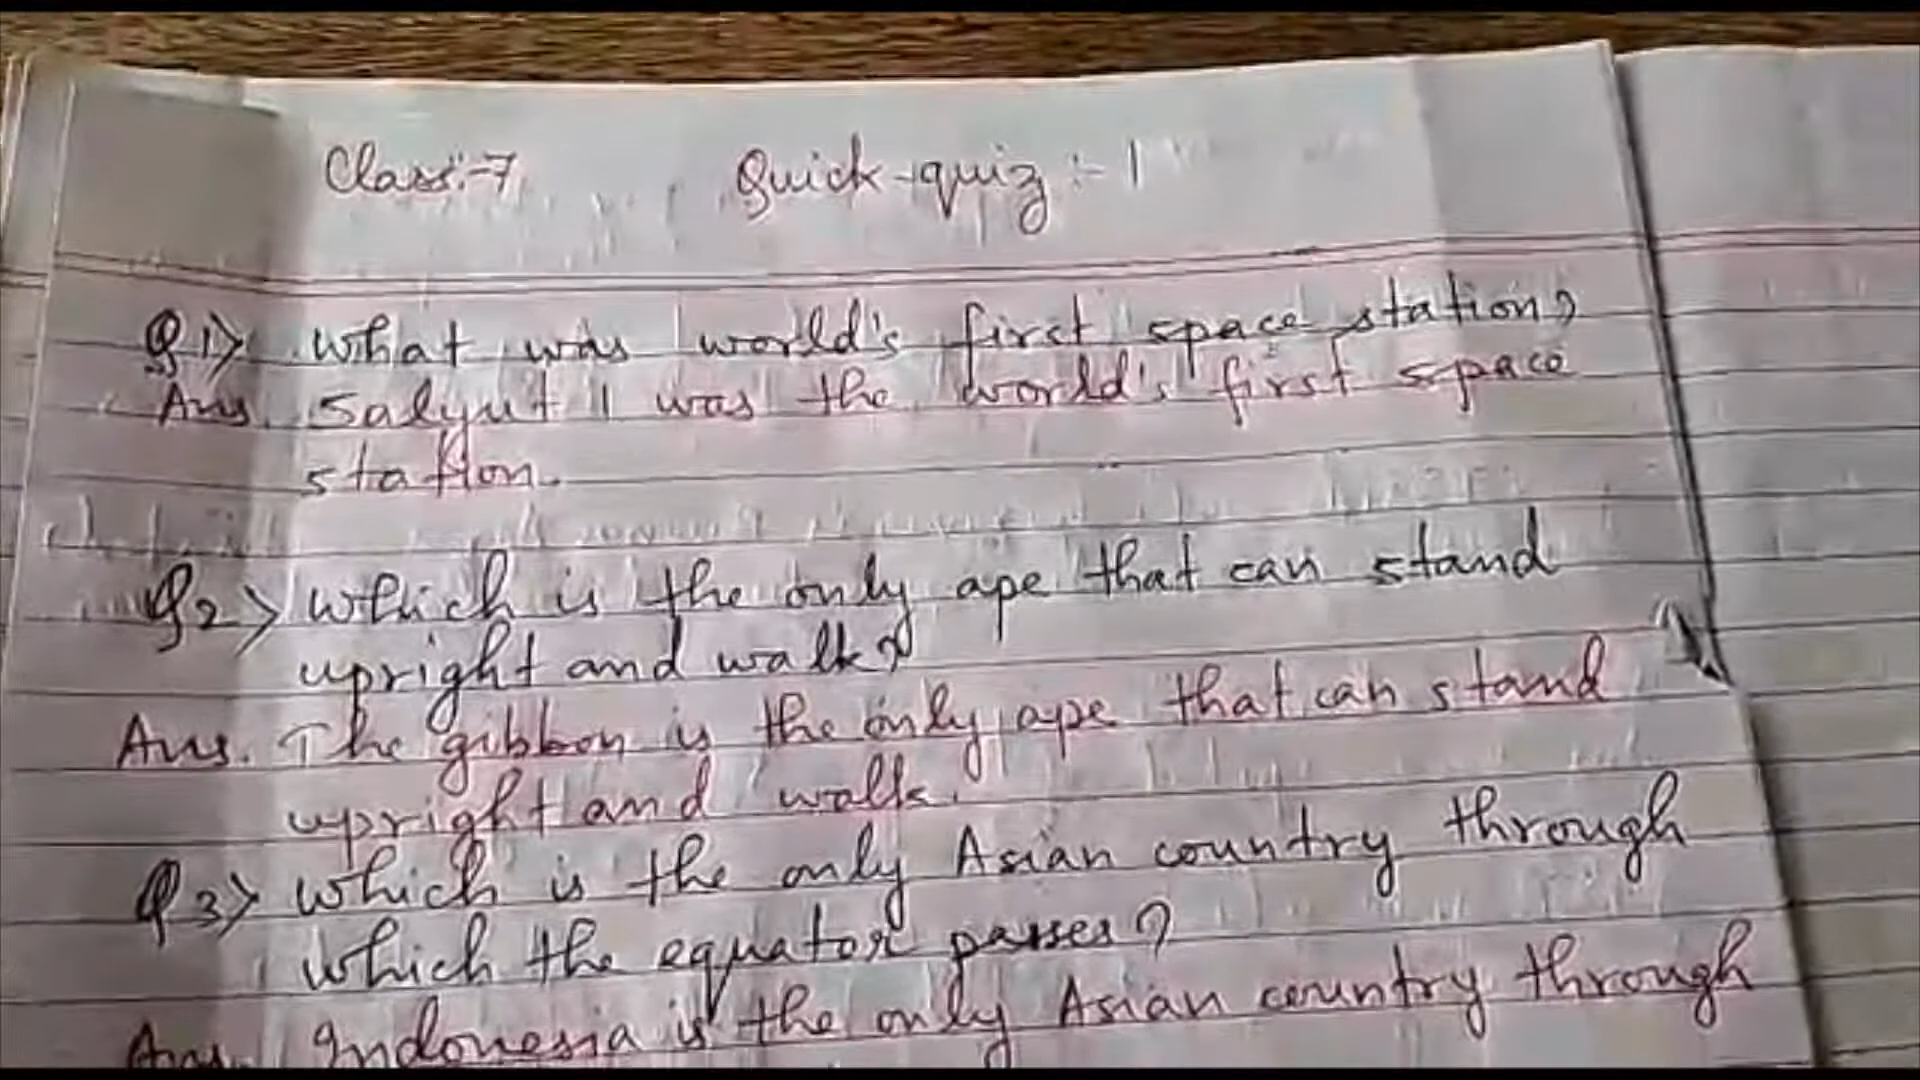 Class:-7 Quick-quiz:-1
Q1> What was world's first space station?
Ans. Salyut 1 was the world's first space
station.
Q2> Which is the only ape that can stand
upright and walk?
Ans. The gibbon is the only ape that can stand
upright and walk.
Q3> Which is the only Asian country through
which the equator passes?
Ans. Indonesia is the only Asian country through